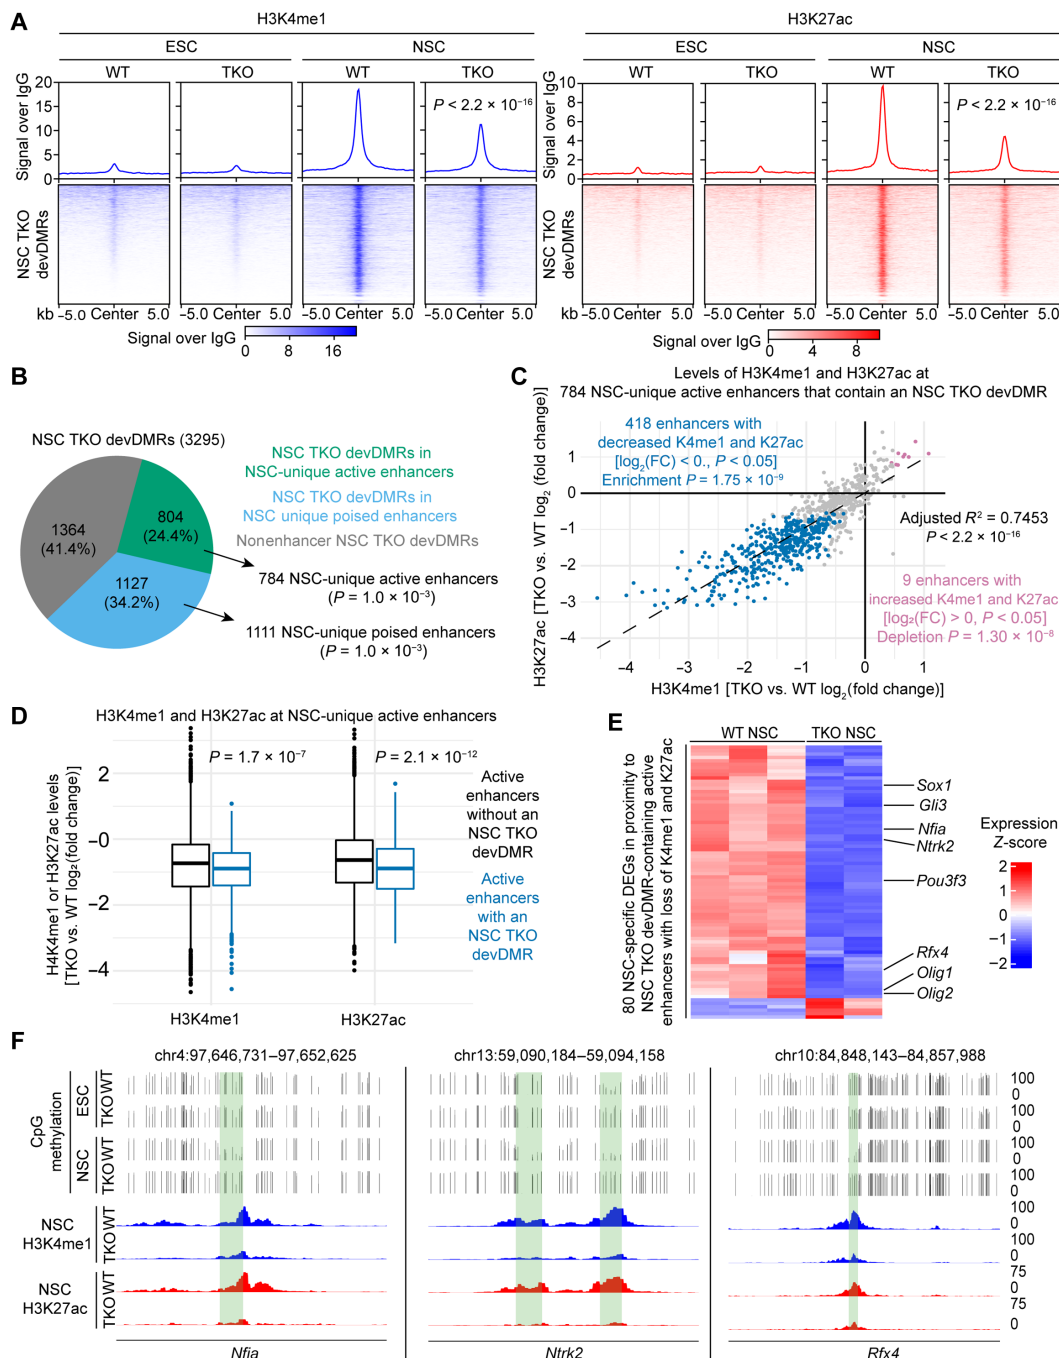 A
H3K4me1
H3K27ac
ESC NSC ESC NSC
WT TKO WT TKO WT TKO WT TKO
Signal over IgG
20
15
10
5
0
P < 2.2 × 10−16
Signal over IgG
10
8
6
4
2
0
P < 2.2 × 10−16
NSC TKO
devDMRs
NSC TKO
devDMRs
kb −5.0 Center 5.0 −5.0 Center 5.0 −5.0 Center 5.0 −5.0 Center 5.0
kb −5.0 Center 5.0 −5.0 Center 5.0 −5.0 Center 5.0 −5.0 Center 5.0
Signal over IgG
0 8 16
Signal over IgG
0 4 8
B
NSC TKO devDMRs (3295)
1364
(41.4%)
804
(24.4%)
1127
(34.2%)
NSC TKO devDMRs in
NSC-unique active enhancers
NSC TKO devDMRs in
NSC unique poised enhancers
Nonenhancer NSC TKO devDMRs
784 NSC-unique active enhancers
(P = 1.0 × 10−3)
1111 NSC-unique poised enhancers
(P = 1.0 × 10−3)
C
Levels of H3K4me1 and H3K27ac at
784 NSC-unique active enhancers that contain an NSC TKO devDMR
H3K27ac [TKO vs. WT log2 (fold change)]
1
0
−1
−2
−3
−4
418 enhancers with
decreased K4me1 and K27ac
[log2(FC) < 0., P < 0.05]
Enrichment P = 1.75 × 10−9
Adjusted R2 = 0.7453
P < 2.2 × 10−16
9 enhancers with
increased K4me1 and K27ac
[log2(FC) > 0, P < 0.05]
Depletion P = 1.30 × 10−8
−4 −3 −2 −1 0 1
H3K4me1 [TKO vs. WT log2(fold change)]
D
H3K4me1 and H3K27ac at NSC-unique active enhancers
H4K4me1 or H3K27ac levels
[TKO vs. WT log2(fold change)]
2
−0
−2
−4
P = 1.7 × 10−7
P = 2.1 × 10−12
Active
enhancers
without an
NSC TKO
devDMR
Active
enhancers
with an
NSC TKO
devDMR
H3K4me1 H3K27ac
E
80 NSC-specific DEGs in proximity to
NSC TKO devDMR-containing active
enhancers with loss of K4me1 and K27ac
WT NSC TKO NSC
Sox1
Gli3
Nfia
Ntrk2
Pou3f3
Rfx4
Olig1
Olig2
Expression
Z-score
2
1
0
−1
−2
F
chr4:97,646,731–97,652,625 chr13:59,090,184–59,094,158 chr10:84,848,143–84,857,988
CpG
methylation
ESC
WT
TKO
NSC
WT
TKO
100
0
100
0
100
0
100
0
NSC
H3K4me1
WT
TKO
100
0
100
0
NSC
H3K27ac
WT
TKO
75
0
75
0
Nfia Ntrk2 Rfx4